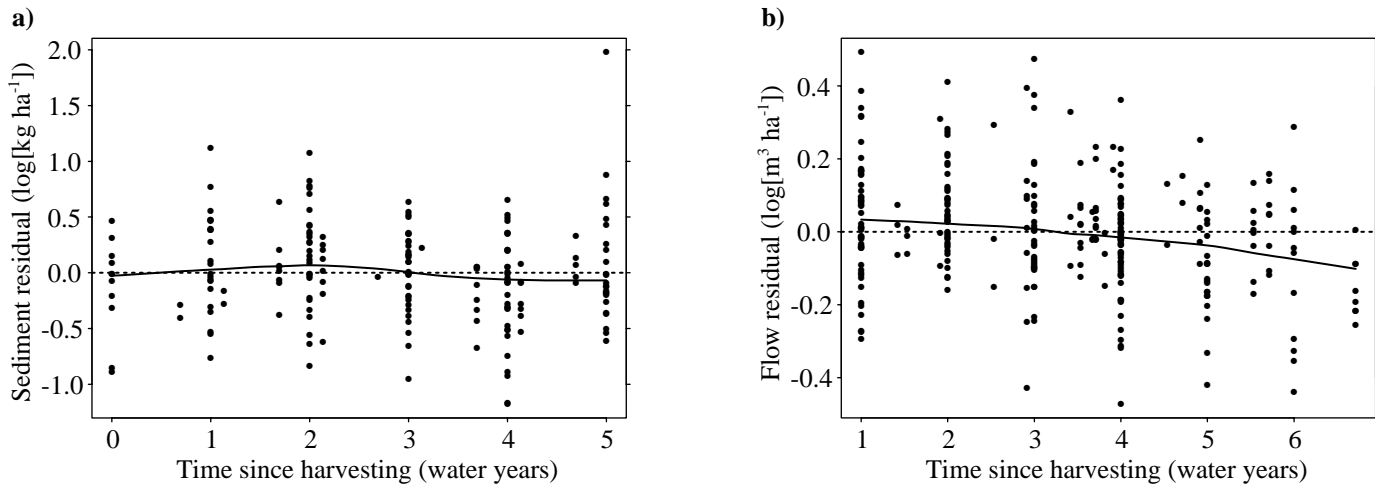 a)
Sediment residual (log[kg ha⁻¹])
2.0
1.5
1.0
0.5
0.0
-0.5
-1.0
0 1 2 3 4 5
Time since harvesting (water years)
b)
Flow residual (log[m³ ha⁻¹])
0.4
0.2
0.0
-0.2
-0.4
1 2 3 4 5 6
Time since harvesting (water years)